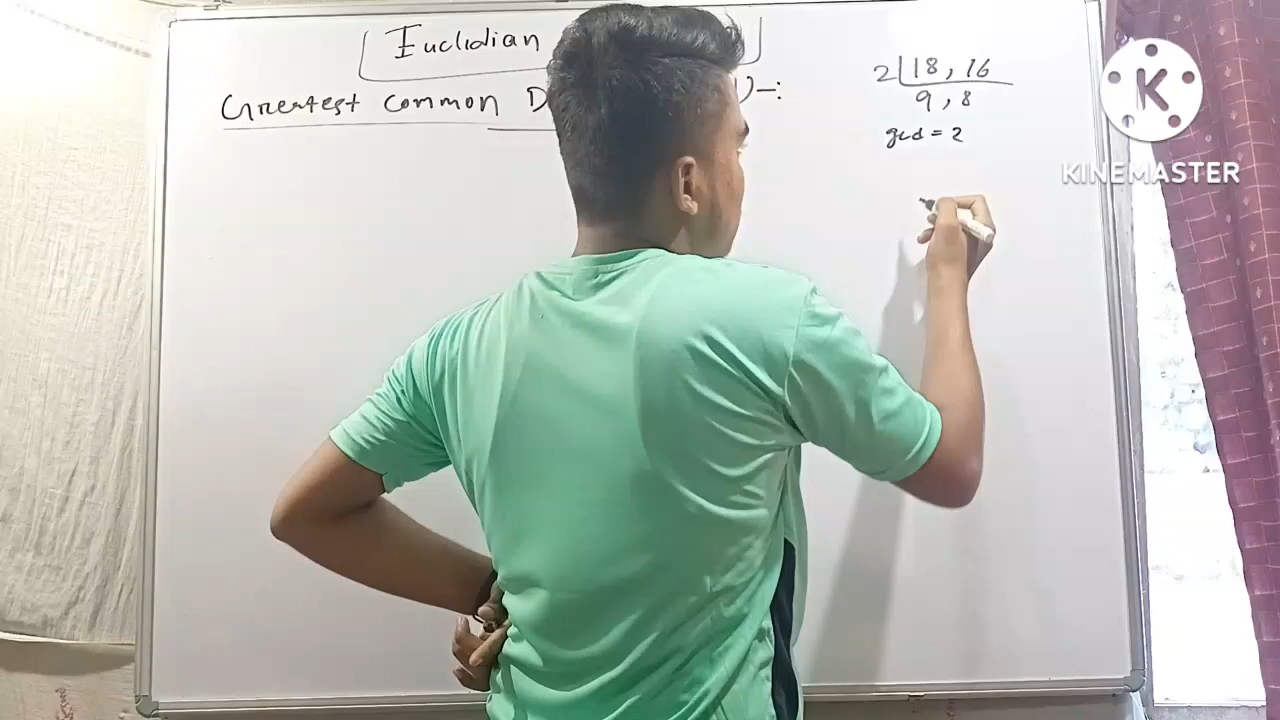 Euclidian
Greatest common D
) -:
2 | 18, 16
9, 8
gcd = 2
K
KINEMASTER